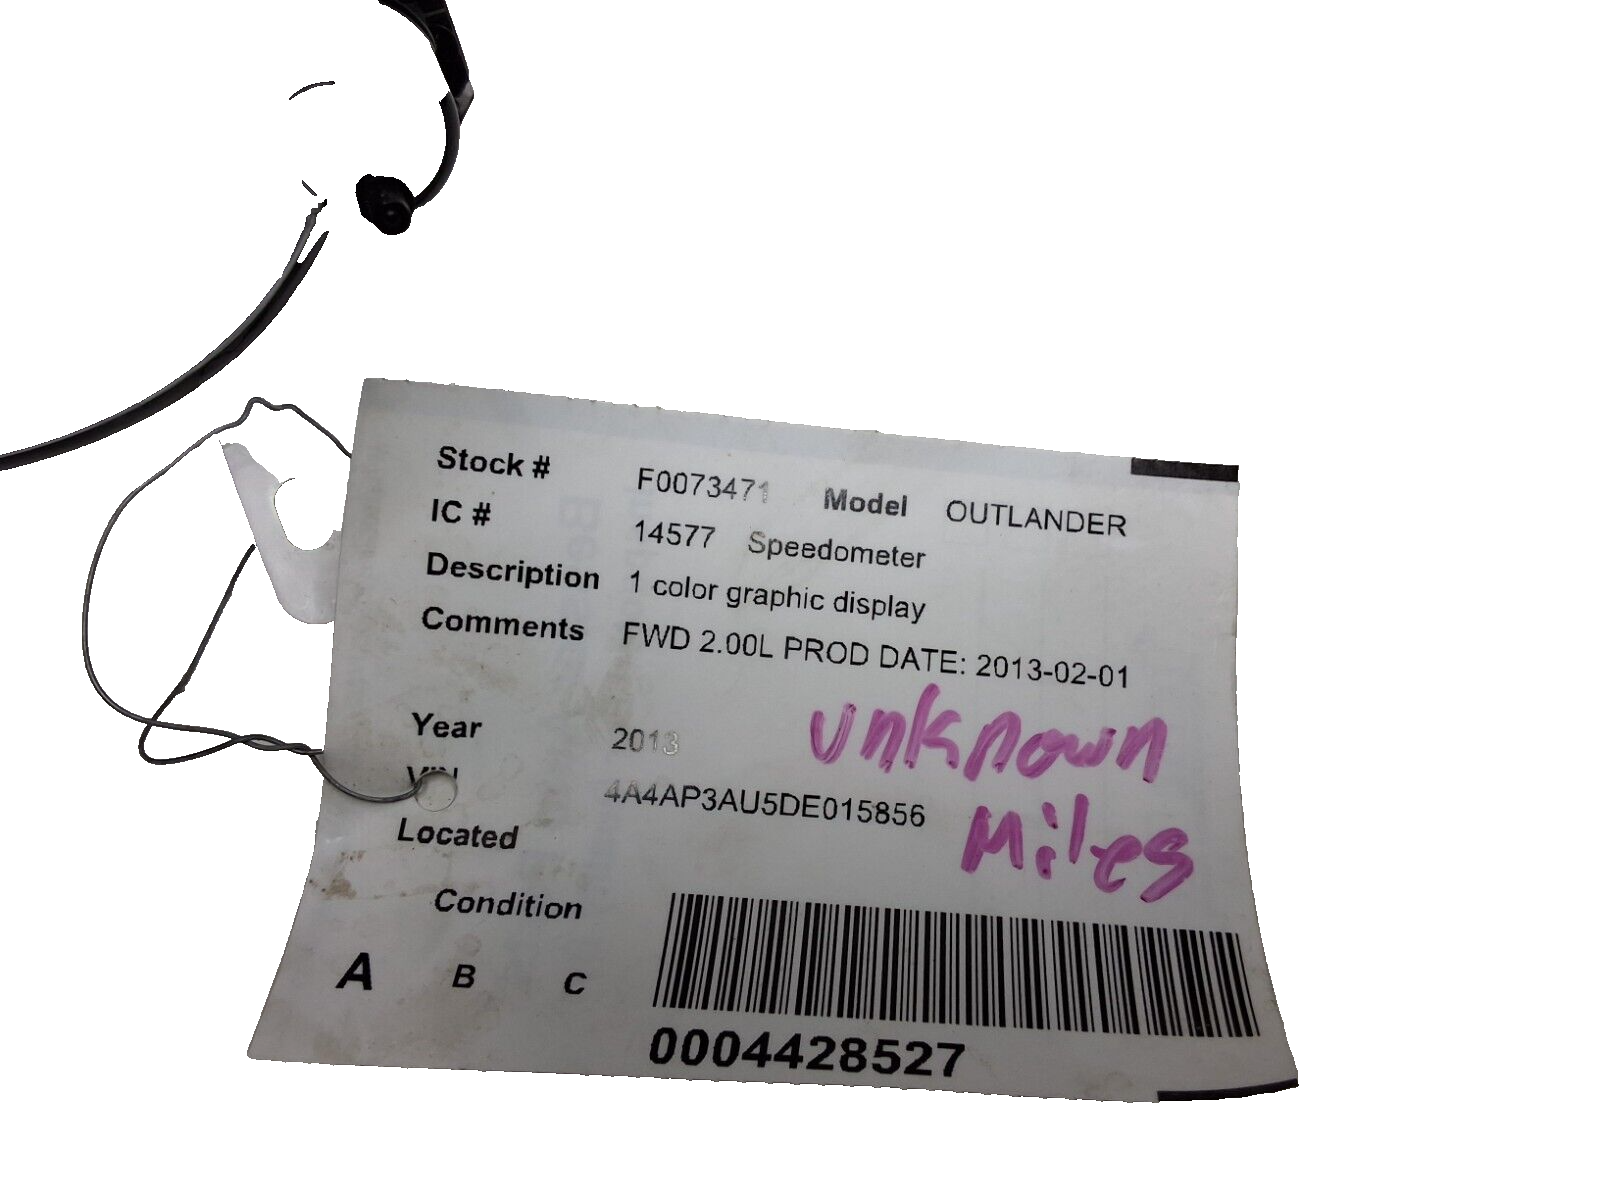 Stock # F0073471 Model OUTLANDER
IC # 14577 Speedometer
Description 1 color graphic display
Comments FWD 2.00L PROD DATE: 2013-02-01
unknown
Miles
Year 2013
VIN 4A4AP3AU5DE015856
Located
Condition
A B C
0004428527